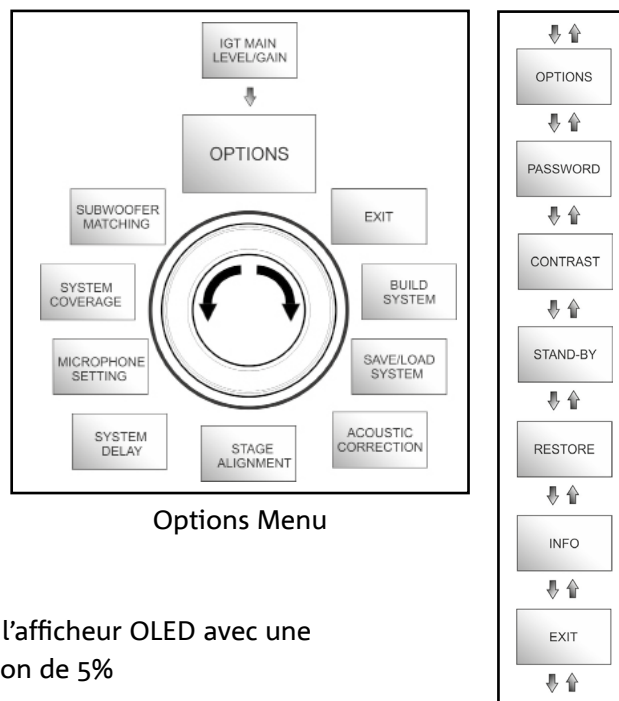 IGT MAIN
LEVEL/GAIN
OPTIONS
SUBWOOFER
MATCHING
EXIT
SYSTEM
COVERAGE
BUILD
SYSTEM
MICROPHONE
SETTING
SAVE/LOAD
SYSTEM
SYSTEM
DELAY
STAGE
ALIGNMENT
ACOUSTIC
CORRECTION
Options Menu
OPTIONS
PASSWORD
CONTRAST
STAND-BY
RESTORE
INFO
EXIT
l’afficheur OLED avec une
on de 5%